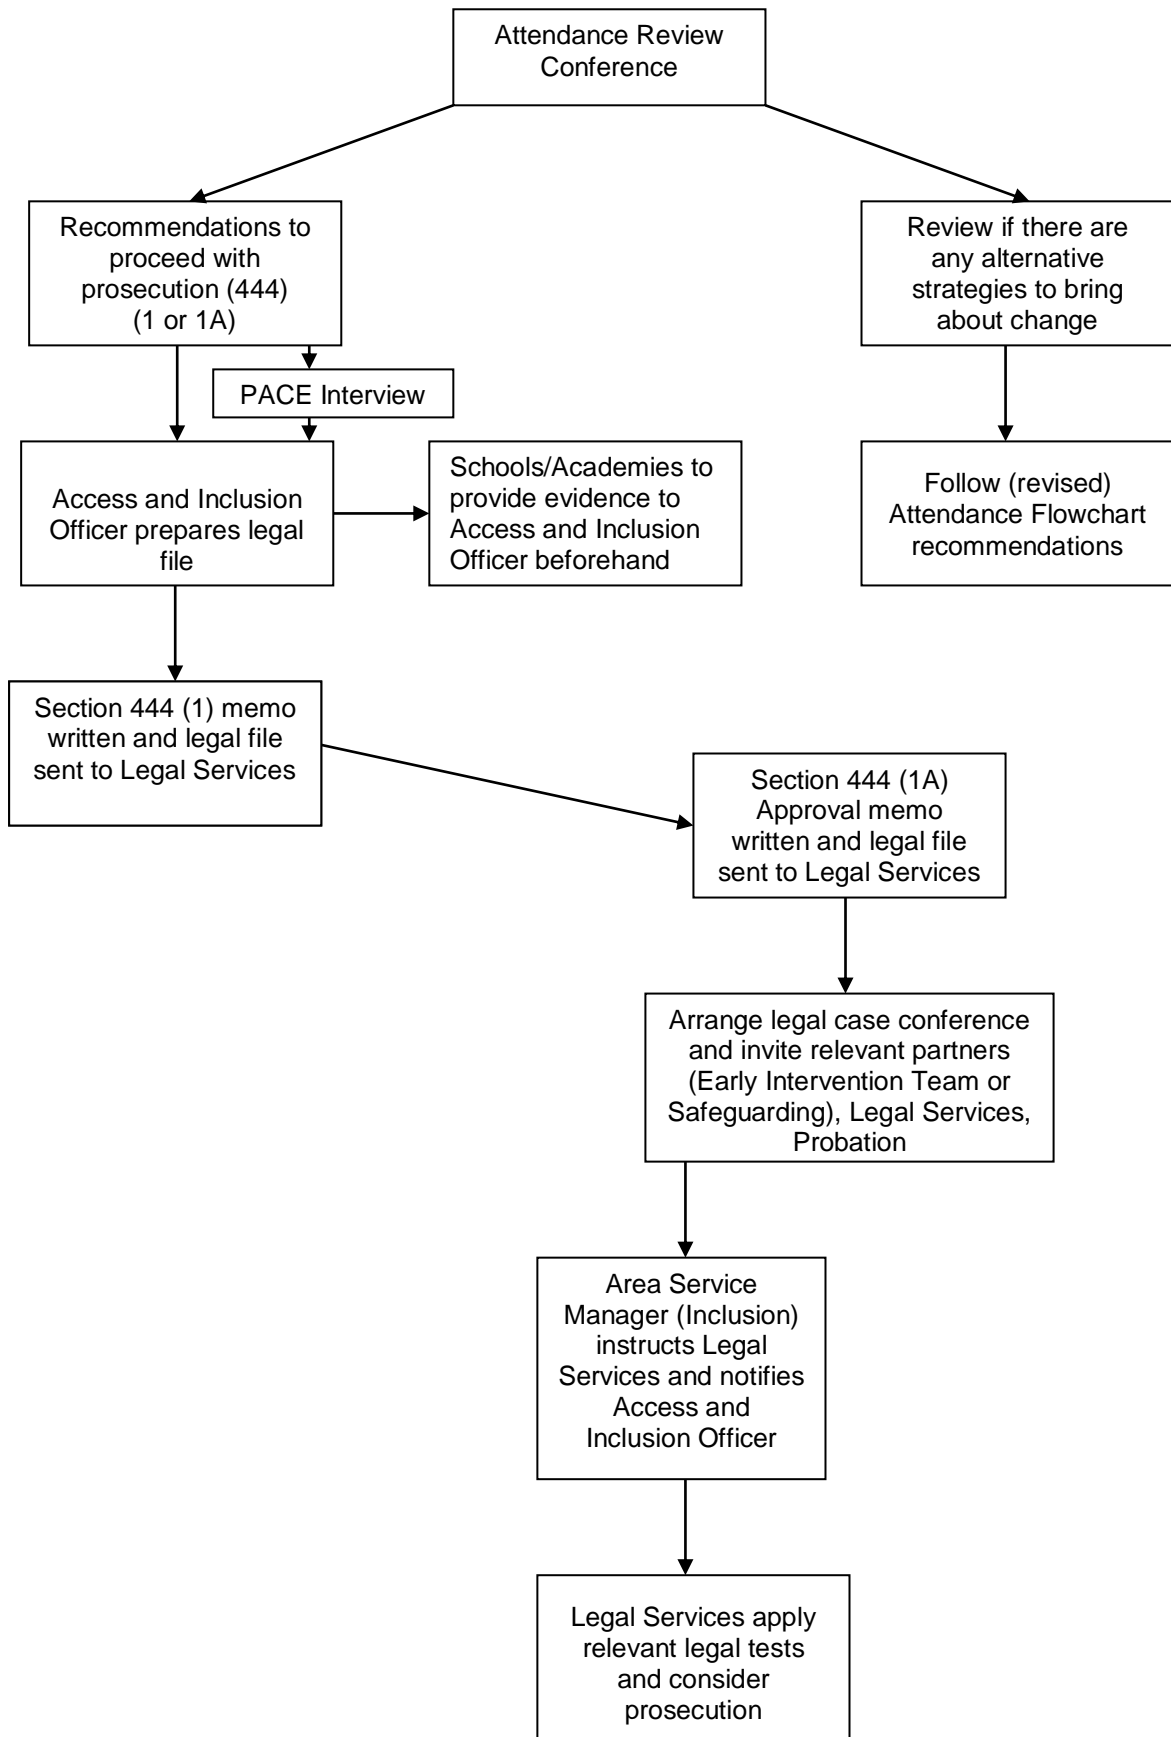 Attendance Review
Conference
Recommendations to
proceed with
prosecution (444)
(1 or 1A)
Review if there are
any alternative
strategies to bring
about change
PACE Interview
Access and Inclusion
Officer prepares legal
file
Schools/Academies to
provide evidence to
Access and Inclusion
Officer beforehand
Follow (revised)
Attendance Flowchart
recommendations
Section 444 (1) memo
written and legal file
sent to Legal Services
Section 444 (1A)
Approval memo
written and legal file
sent to Legal Services
Arrange legal case conference
and invite relevant partners
(Early Intervention Team or
Safeguarding), Legal Services,
Probation
Area Service
Manager (Inclusion)
instructs Legal
Services and notifies
Access and
Inclusion Officer
Legal Services apply
relevant legal tests
and consider
prosecution